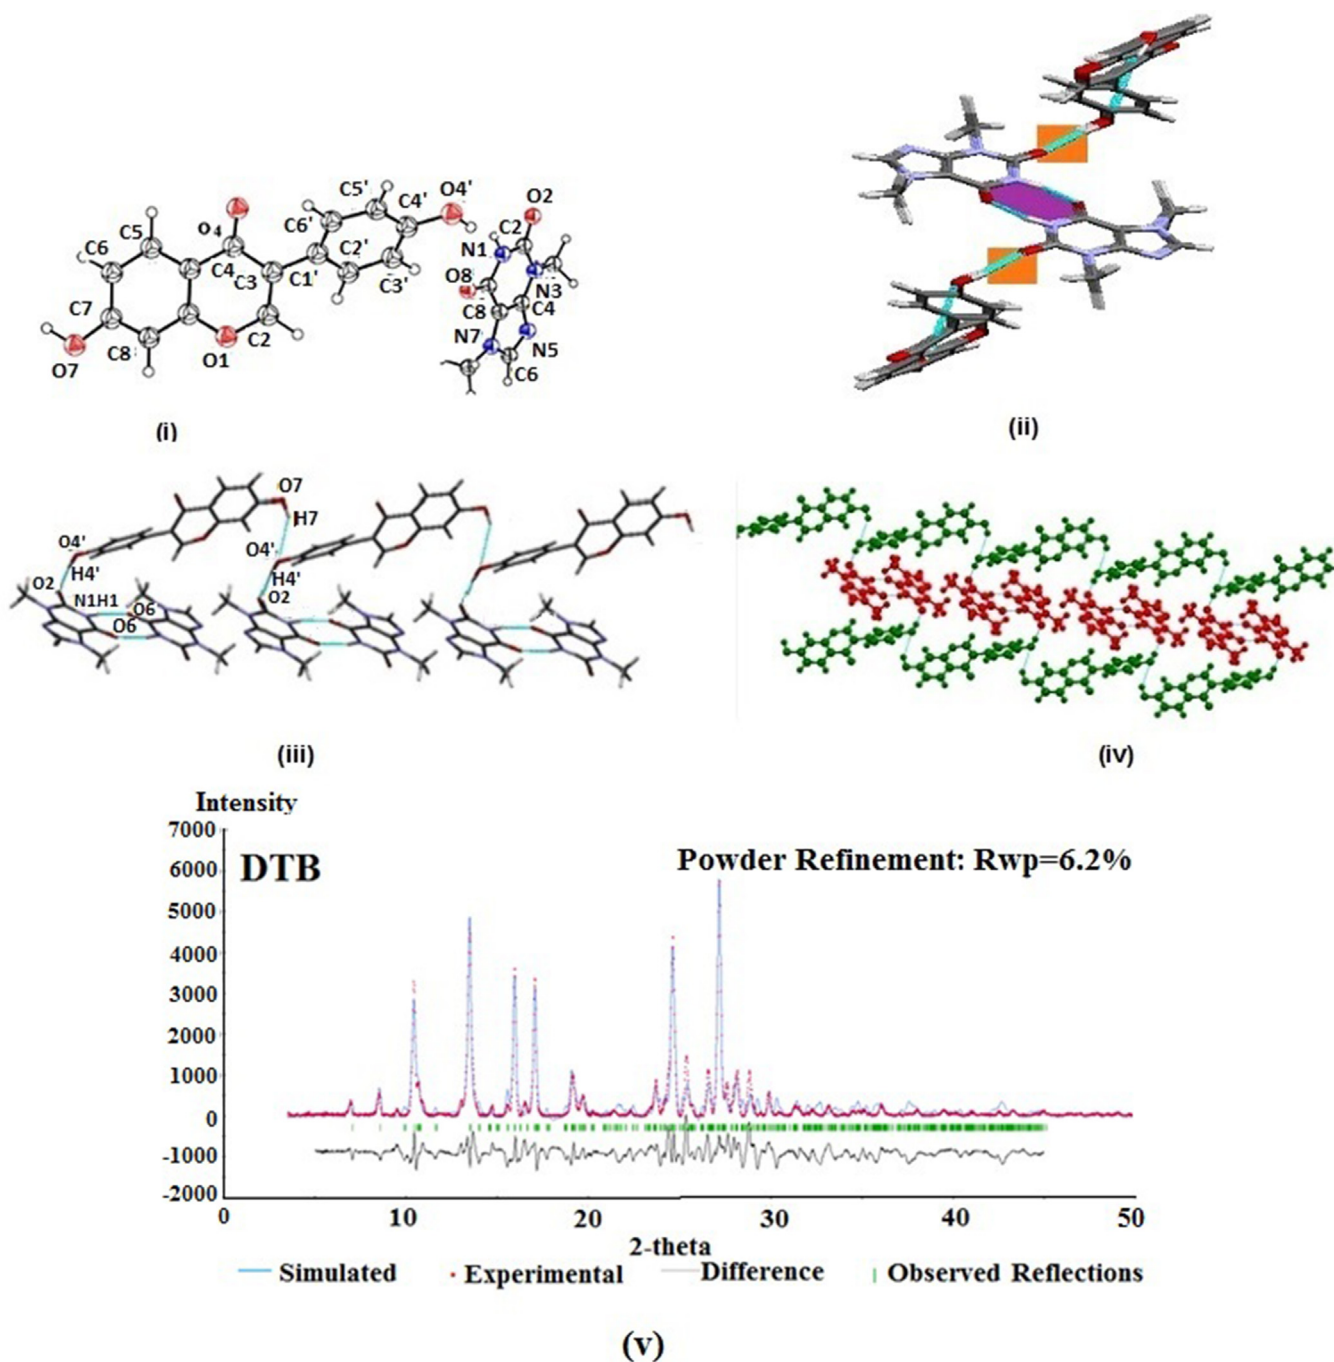 C5' O4'
C4'
O4 C6' O2
C5 C2
C6 C2' N1
C4
C3 C1' C3' O8 N3
C7 C8 C4
C2 N7 N5
C8 O1
O7 C6
(i)
(ii)
O7
H7
O4' O4'
H4' H4'
O2 O2
N1H1 O6
O6
(iii)
(iv)
Intensity
7000
DTB Powder Refinement: Rwp=6.2%
6000
5000
4000
3000
2000
1000
0
-1000
-2000
0 10 20 30 40 50
2-theta
Simulated Experimental Difference Observed Reflections
(v)